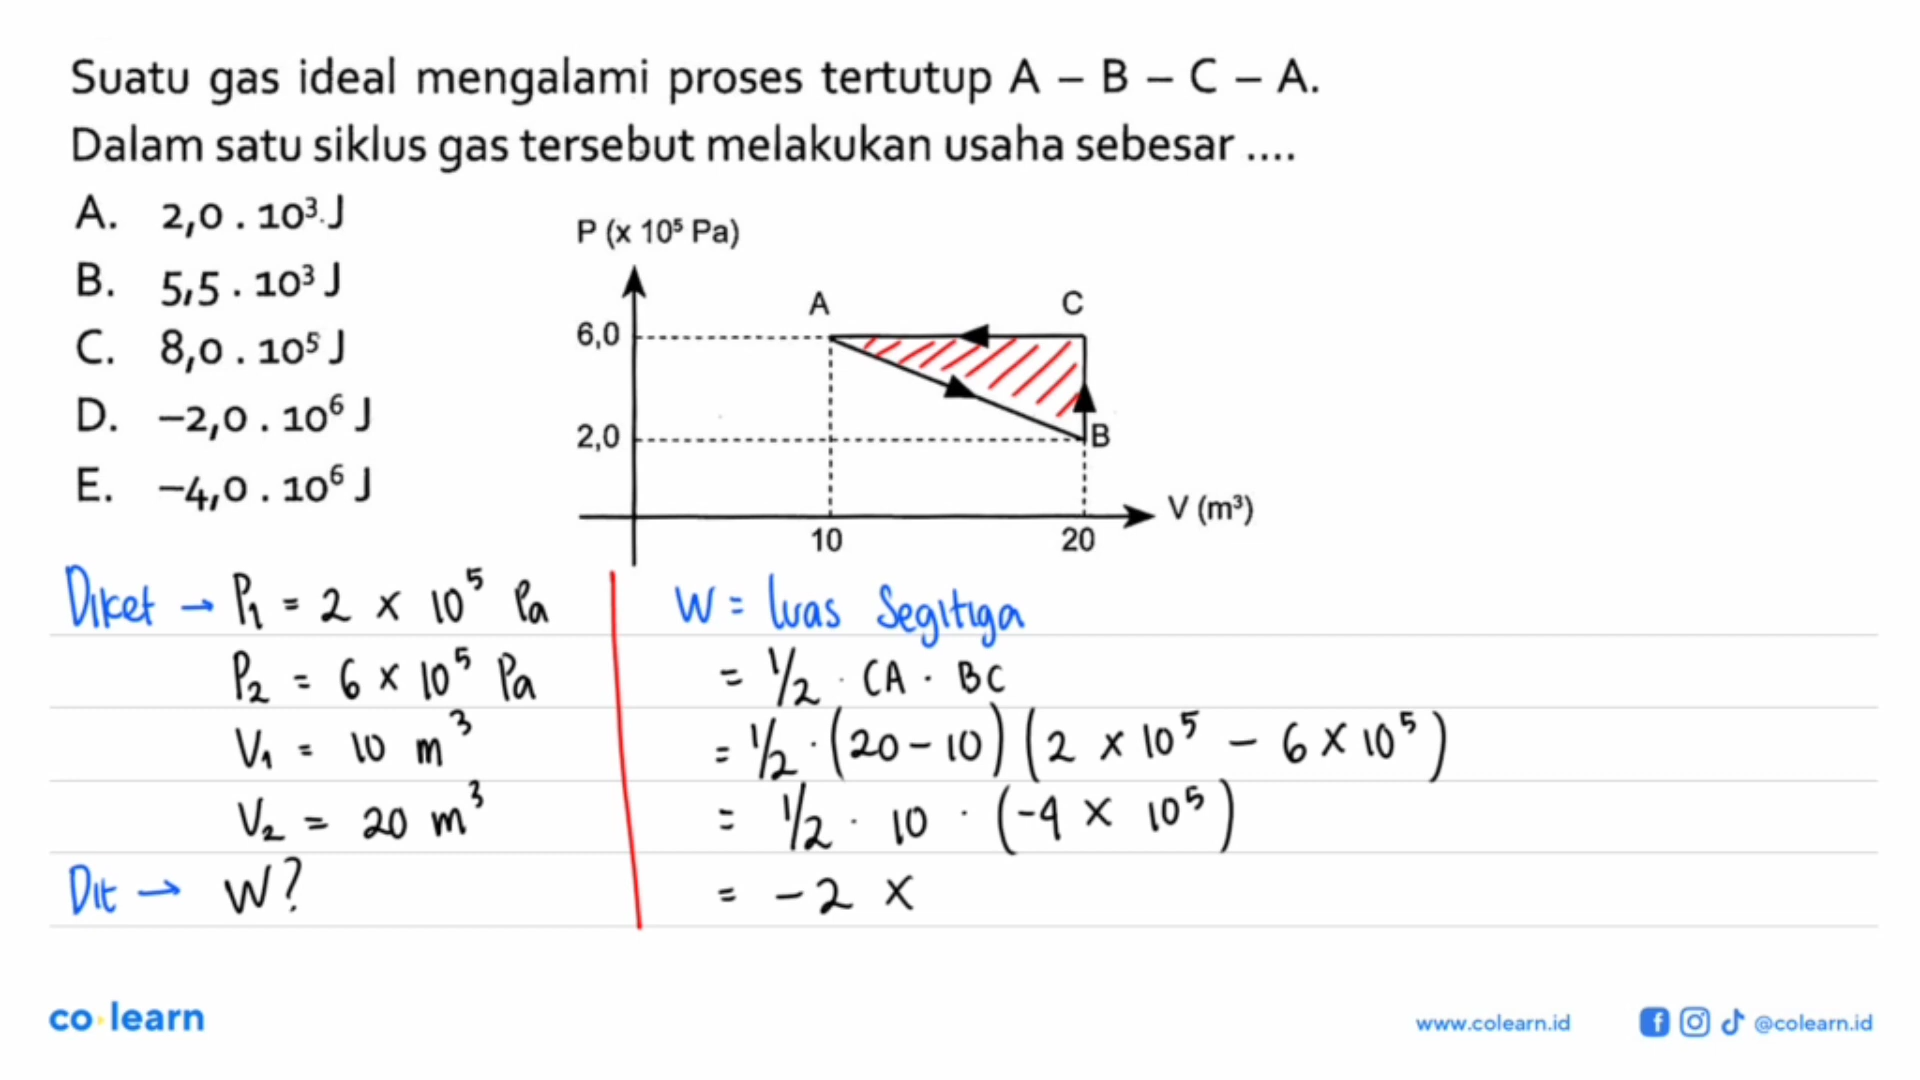 Suatu gas ideal mengalami proses tertutup A – B – C – A.
Dalam satu siklus gas tersebut melakukan usaha sebesar ....
A. 2,0 . 10³ J
B. 5,5 . 10³ J
C. 8,0 . 10⁵ J
D. –2,0 . 10⁶ J
E. –4,0 . 10⁶ J
P (x 10⁵ Pa)
A
C
6,0
2,0
B
V (m³)
10
20
Diket → P₁ = 2 × 10⁵ Pa
P₂ = 6 × 10⁵ Pa
V₁ = 10 m³
V₂ = 20 m³
Dit → W?
W = luas segitiga
= 1/2 · CA · BC
= 1/2 · (20 – 10) (2 × 10⁵ – 6 × 10⁵)
= 1/2 · 10 · (-4 × 10⁵)
= -2 ×
co learn
www.colearn.id
@colearn.id